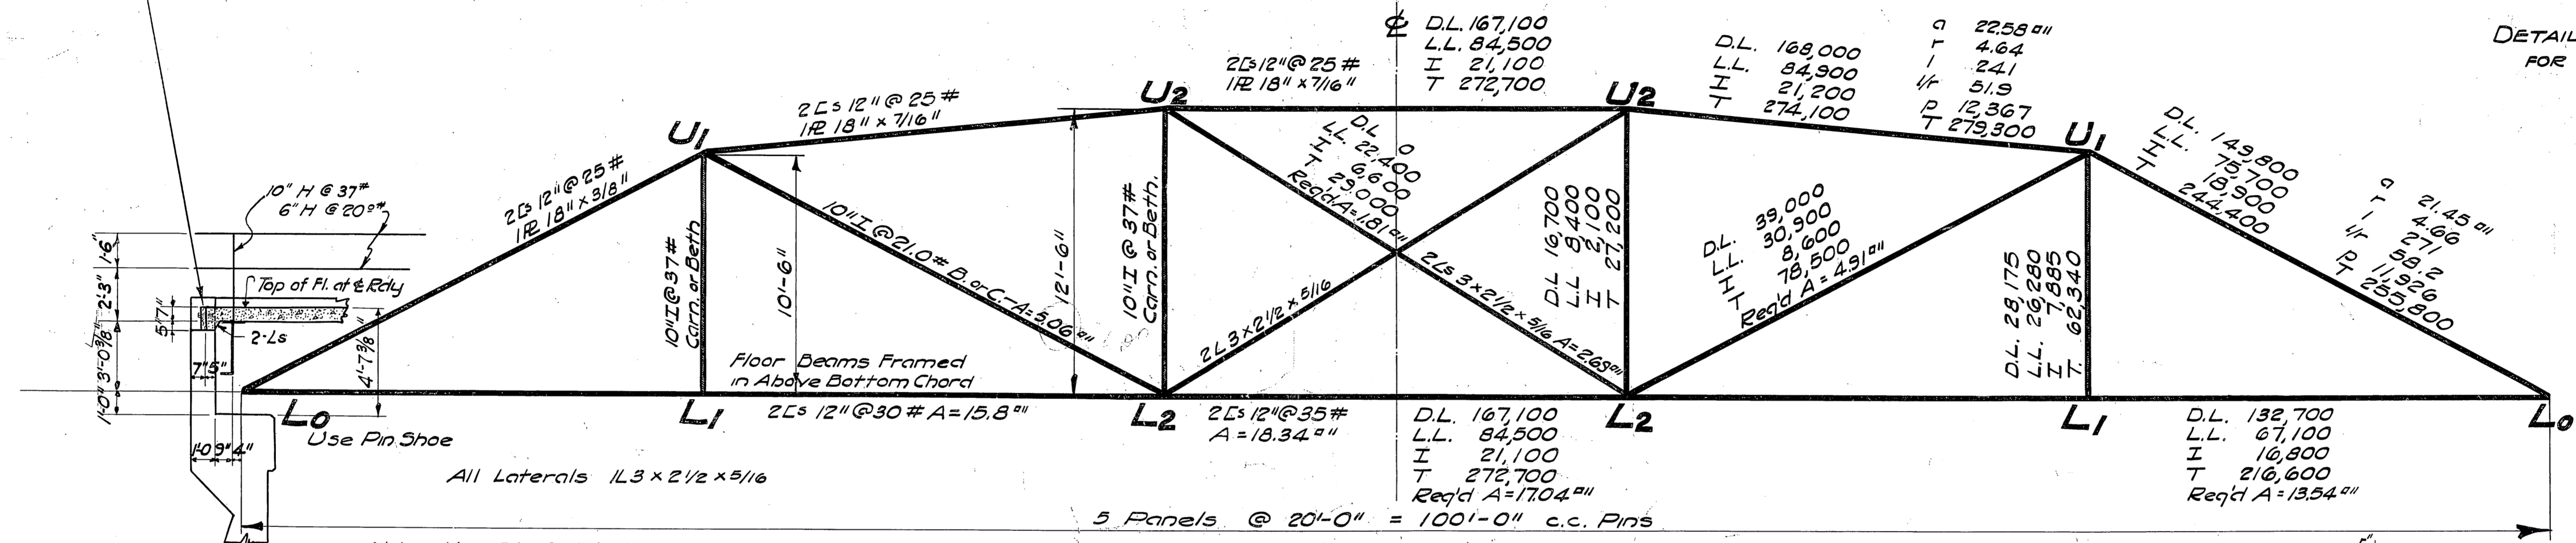 DETAIL
FOR
℄ D.L. 167,100
L.L. 84,500
I 21,100
T 272,700
2[s 12" @ 25#
1 PL 18" x 7/16"
D.L. 168,000
L.L. 84,900
I 21,200
T 274,100
a 22.58 □"
r 4.64
l 241
l/r 51.9
p 12,367
T 279,300
U1
U2
U2
U1
2[s 12" @ 25#
1 PL 18" x 7/16"
2[s 12" @ 25#
1 PL 18" x 3/8"
D.L. 149,800
L.L. 75,700
I 18,900
T 244,400
a 21.45 □"
r 4.66
l 271
l/r 58.2
p 11,926
T 255,800
10" H @ 37#
6" H @ 20#
1'-6"
2'-3"
Top of Fl. at ℄ Rdy
5" 7"
2-Ls
3'-0 3/8"
7" 5"
4'-7 3/8"
1'-0"
1'-0 9" 4"
10" I @ 37#
Carn. or Beth
10'-6"
10" I @ 21.0# B. or C. - A = 5.06 □"
12'-6"
10" I @ 37#
Carn. or Beth.
D.L 0
L.L. 22,400
I 6,600
T 29,000
Req'd A = 1.81 □"
2L 3 x 2 1/2 x 5/16
2Ls 3 x 2 1/2 x 5/16 A = 2.69 □"
D.L 16,700
L.L 8,400
I 2,100
T 27,200
D.L. 39,000
L.L. 30,900
I 8,600
T 78,500
Req'd A = 4.91 □"
D.L. 28,175
L.L. 26,280
I 7,885
T. 62,340
Floor Beams Framed
in Above Bottom Chord
L0
L1
L2
L2
L1
L0
Use Pin Shoe
2[s 12" @ 30# A = 15.8 □"
2[s 12" @ 35#
A = 18.34 □"
D.L. 167,100
L.L. 84,500
I 21,100
T 272,700
Req'd A = 17.04 □"
D.L. 132,700
L.L. 67,100
I 16,800
T 216,600
Req'd A = 13.54 □"
All Laterals 1L 3 x 2 1/2 x 5/16
5 Panels @ 20'-0" = 100'-0" c.c. Pins